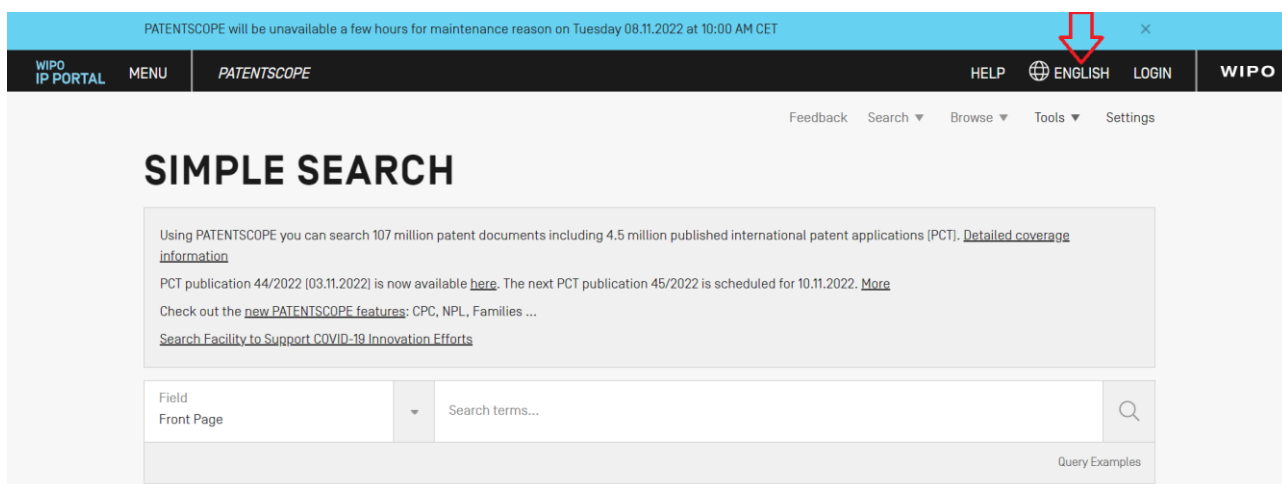 PATENTSCOPE will be unavailable a few hours for maintenance reason on Tuesday 08.11.2022 at 10:00 AM CET
WIPO
IP PORTAL MENU PATENTSCOPE HELP ENGLISH LOGIN WIPO
Feedback Search Browse Tools Settings
SIMPLE SEARCH
Using PATENTSCOPE you can search 107 million patent documents including 4.5 million published international patent applications (PCT). Detailed coverage
information
PCT publication 44/2022 (03.11.2022) is now available here. The next PCT publication 45/2022 is scheduled for 10.11.2022. More
Check out the new PATENTSCOPE features: CPC, NPL, Families ...
Search Facility to Support COVID-19 Innovation Efforts
Field
Front Page
Search terms...
Query Examples